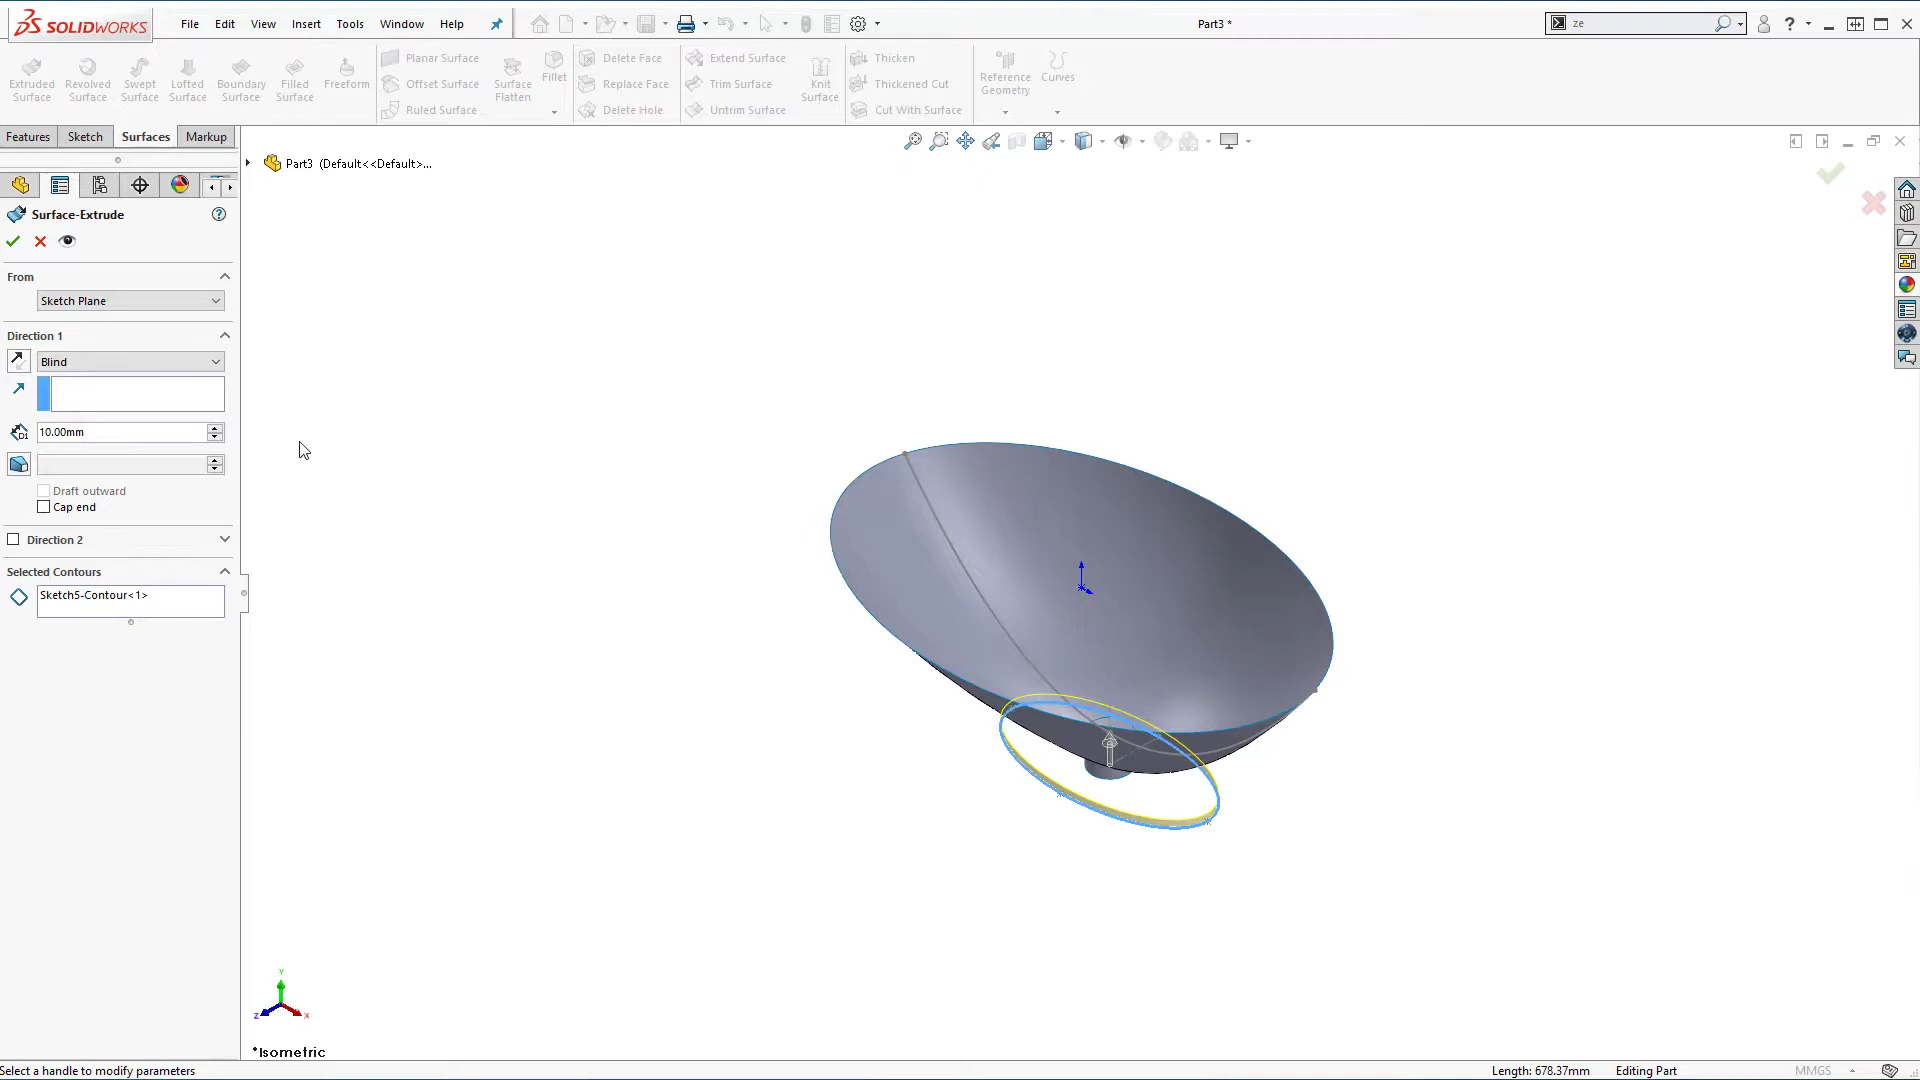 SOLIDWORKS File Edit View Insert Tools Window Help Part3 * ze ?
Extruded Surface
Revolved Surface
Swept Surface
Lofted Surface
Boundary Surface
Filled Surface
Freeform
Planar Surface
Offset Surface
Ruled Surface
Surface Flatten
Fillet
Delete Face
Replace Face
Delete Hole
Extend Surface
Trim Surface
Untrim Surface
Knit Surface
Thicken
Thickened Cut
Cut With Surface
Reference Geometry
Curves
Features Sketch Surfaces Markup
Part3 (Default<<Default>...
Surface-Extrude ?
From
Sketch Plane
Direction 1
Blind
D1 10.00mm
Draft outward
Cap end
Direction 2
Selected Contours
Sketch5-Contour<1>
Y
Z X
*Isometric
Select a handle to modify parameters Length: 678.37mm Editing Part MMGS